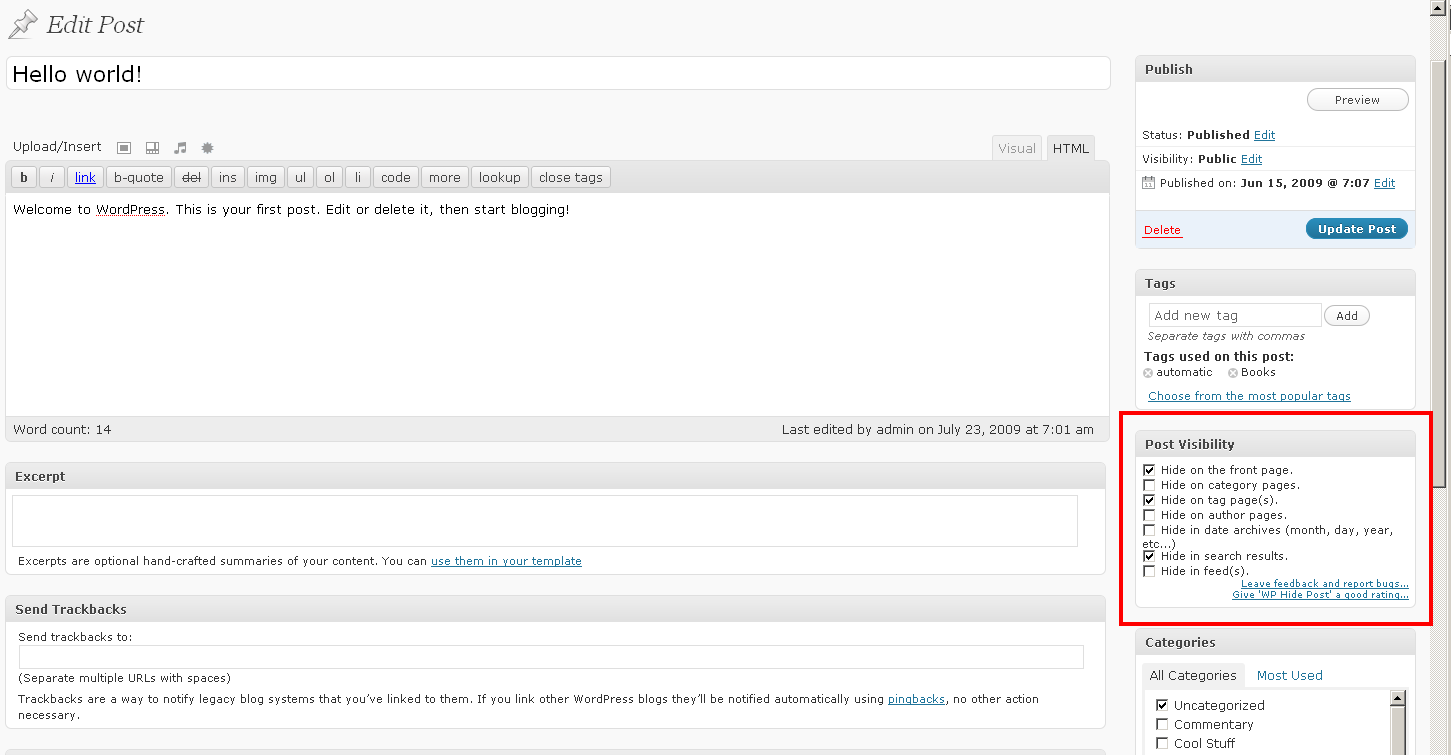 Edit Post
Hello world!
Upload/Insert
Visual HTML
b i link b-quote del ins img ul ol li code more lookup close tags
Welcome to WordPress. This is your first post. Edit or delete it, then start blogging!
Word count: 14 Last edited by admin on July 23, 2009 at 7:01 am
Excerpt
Excerpts are optional hand-crafted summaries of your content. You can use them in your template
Send Trackbacks
Send trackbacks to:
(Separate multiple URLs with spaces)
Trackbacks are a way to notify legacy blog systems that you've linked to them. If you link other WordPress blogs they'll be notified automatically using pingbacks, no other action
necessary.
Publish
Preview
Status: Published Edit
Visibility: Public Edit
Published on: Jun 15, 2009 @ 7:07 Edit
Delete Update Post
Tags
Add new tag Add
Separate tags with commas
Tags used on this post:
automatic Books
Choose from the most popular tags
Post Visibility
Hide on the front page.
Hide on category pages.
Hide on tag page(s).
Hide on author pages.
Hide in date archives (month, day, year,
etc...)
Hide in search results.
Hide in feed(s).
Leave feedback and report bugs...
Give 'WP Hide Post' a good rating...
Categories
All Categories Most Used
Uncategorized
Commentary
Cool Stuff